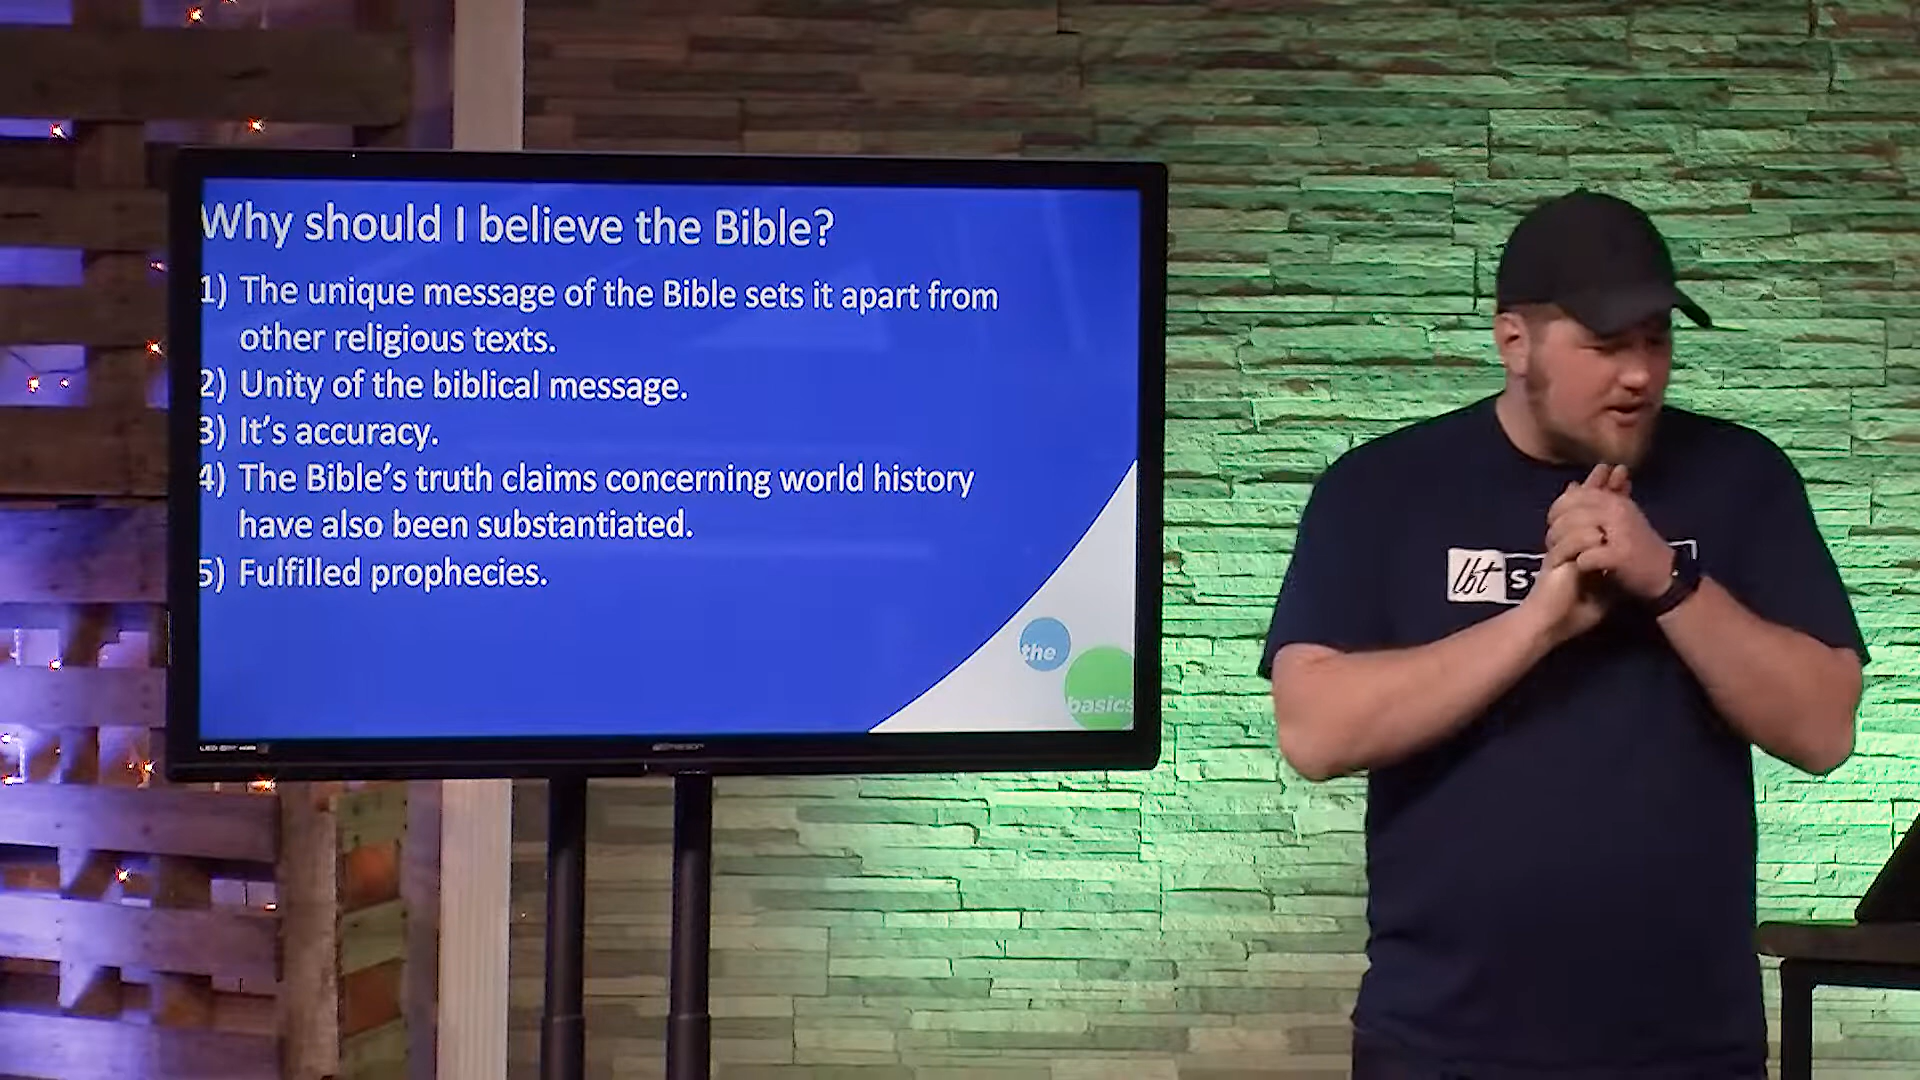 Why should I believe the Bible?
1) The unique message of the Bible sets it apart from
other religious texts.
2) Unity of the biblical message.
3) It's accuracy.
4) The Bible's truth claims concerning world history
have also been substantiated.
5) Fulfilled prophecies.
the
basics
lbt